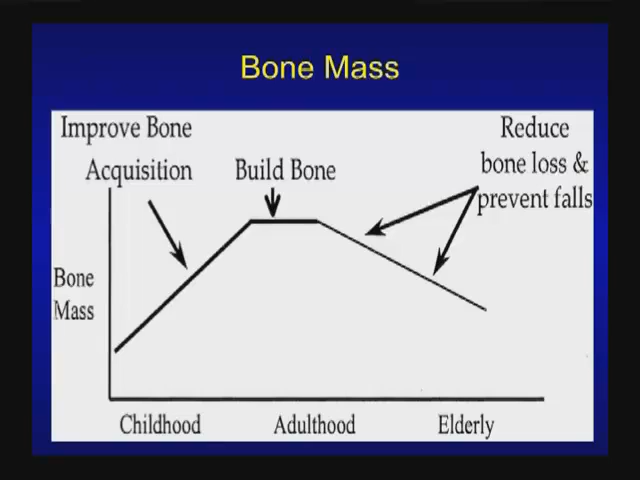 Bone Mass
Improve Bone
Acquisition
Build Bone
Reduce
bone loss &
prevent falls
Bone
Mass
Childhood
Adulthood
Elderly